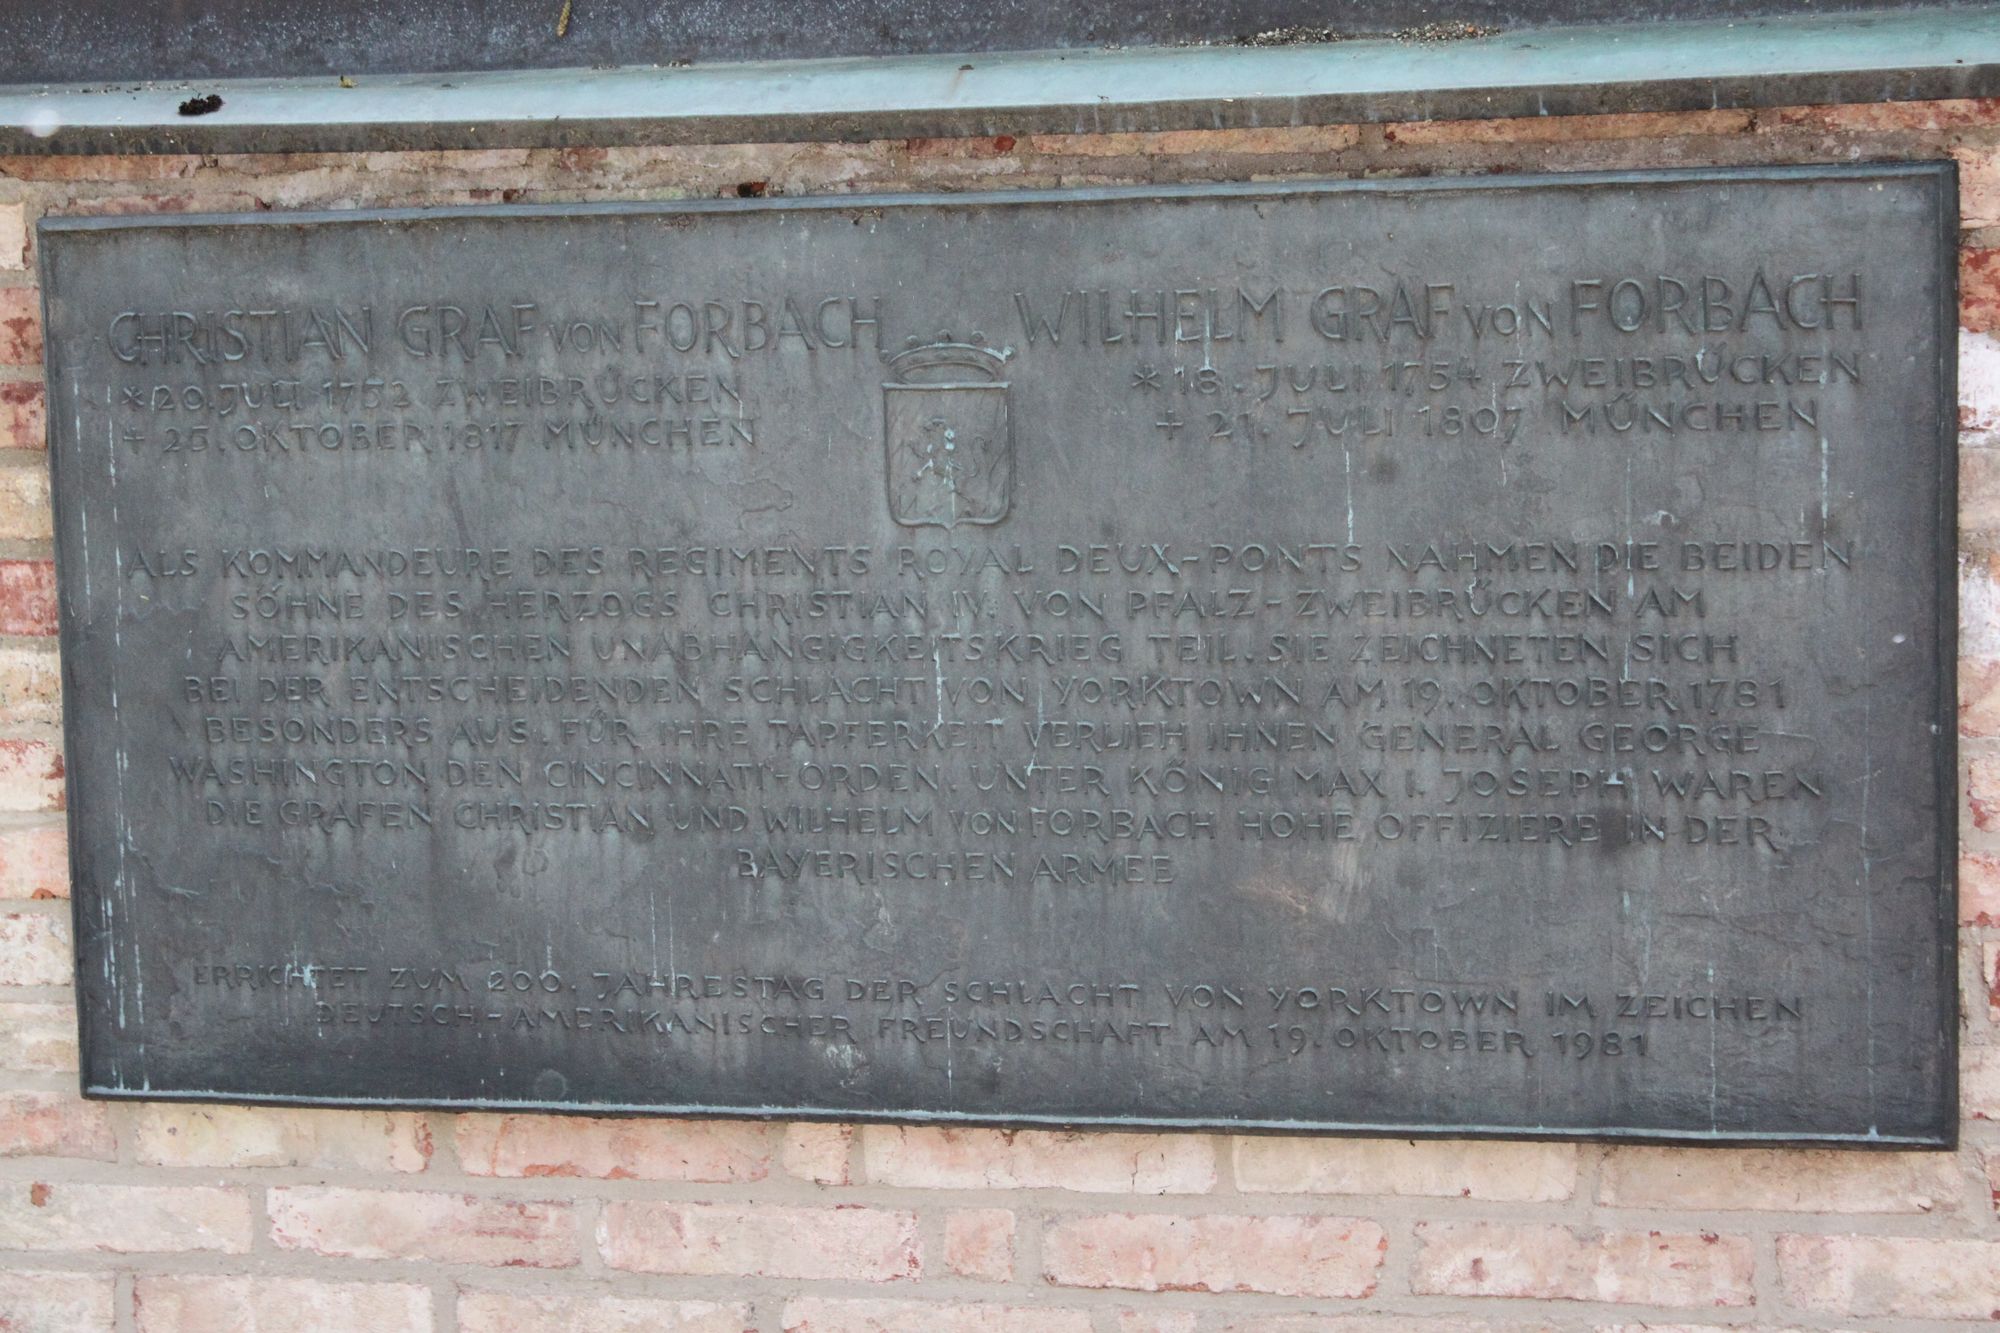 CHRISTIAN GRAF VON FORBACH
*20. JULI 1752 ZWEIBRÜCKEN
+ 25. OKTOBER 1817 MÜNCHEN
WILHELM GRAF VON FORBACH
*18. JULI 1754 ZWEIBRÜCKEN
+ 21. JULI 1807 MÜNCHEN
ALS KOMMANDEURE DES REGIMENTS ROYAL DEUX-PONTS NAHMEN DIE BEIDEN
SÖHNE DES HERZOGS CHRISTIAN IV. VON PFALZ-ZWEIBRÜCKEN AM
AMERIKANISCHEN UNABHÄNGIGKEITSKRIEG TEIL. SIE ZEICHNETEN SICH
BEI DER ENTSCHEIDENDEN SCHLACHT VON YORKTOWN AM 19. OKTOBER 1781
BESONDERS AUS. FÜR IHRE TAPFERKEIT VERLIEH IHNEN GENERAL GEORGE
WASHINGTON DEN CINCINNATI-ORDEN. UNTER KÖNIG MAX I. JOSEPH WAREN
DIE GRAFEN CHRISTIAN UND WILHELM VON FORBACH HOHE OFFIZIERE IN DER
BAYERISCHEN ARMEE
ERRICHTET ZUM 200. JAHRESTAG DER SCHLACHT VON YORKTOWN IM ZEICHEN
DEUTSCH-AMERIKANISCHER FREUNDSCHAFT AM 19. OKTOBER 1981